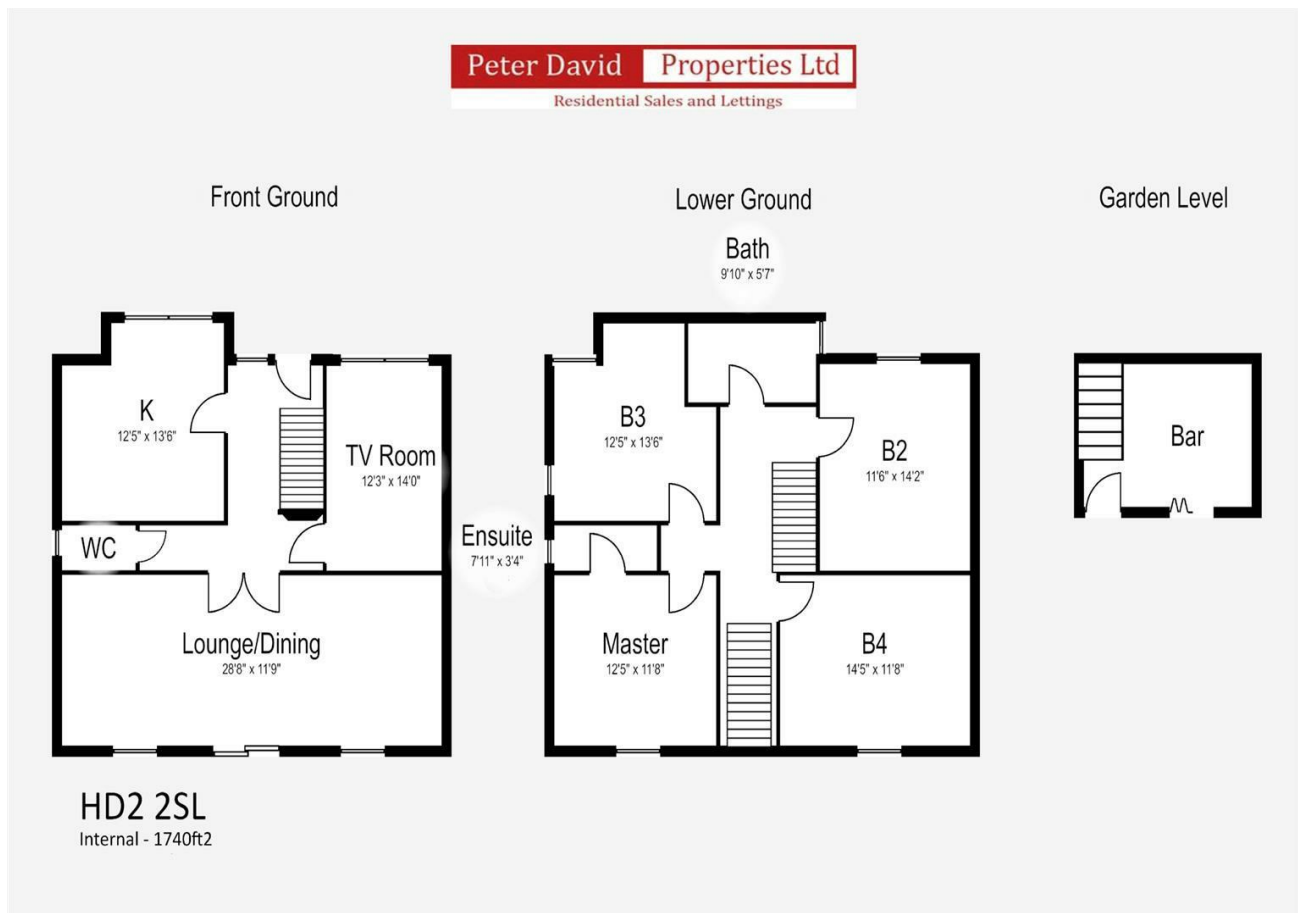 Peter David Properties Ltd
Residential Sales and Lettings
Front Ground
Lower Ground
Garden Level
Bath
9'10" x 5'7"
K
12'5" x 13'6"
TV Room
12'3" x 14'0"
WC
Lounge/Dining
28'8" x 11'9"
B3
12'5" x 13'6"
B2
11'6" x 14'2"
Ensuite
7'11" x 3'4"
Master
12'5" x 11'8"
B4
14'5" x 11'8"
Bar
HD2 2SL
Internal - 1740ft2